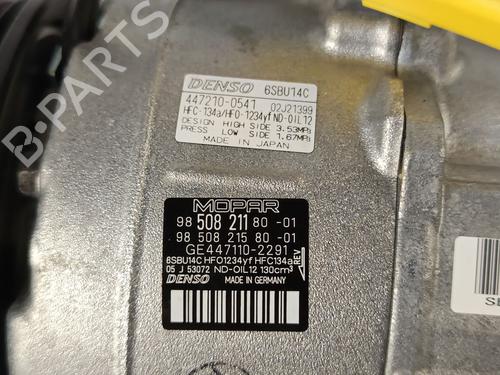 DENSO 6SBU14C
447210-0541 02J21399
HFC-134a/HFO-1234yf ND-OIL12
DESIGN HIGH SIDE 3.53MPa
PRESS LOW SIDE 1.67MPa
MADE IN JAPAN
MOPAR
98 508 211 80 -01
98 508 215 80 -01
GE447110-2291
6SBU14C HFO1234yf HFC134a
05 J 53072 ND-OIL12 130cm³
DENSO MADE IN GERMANY
REV